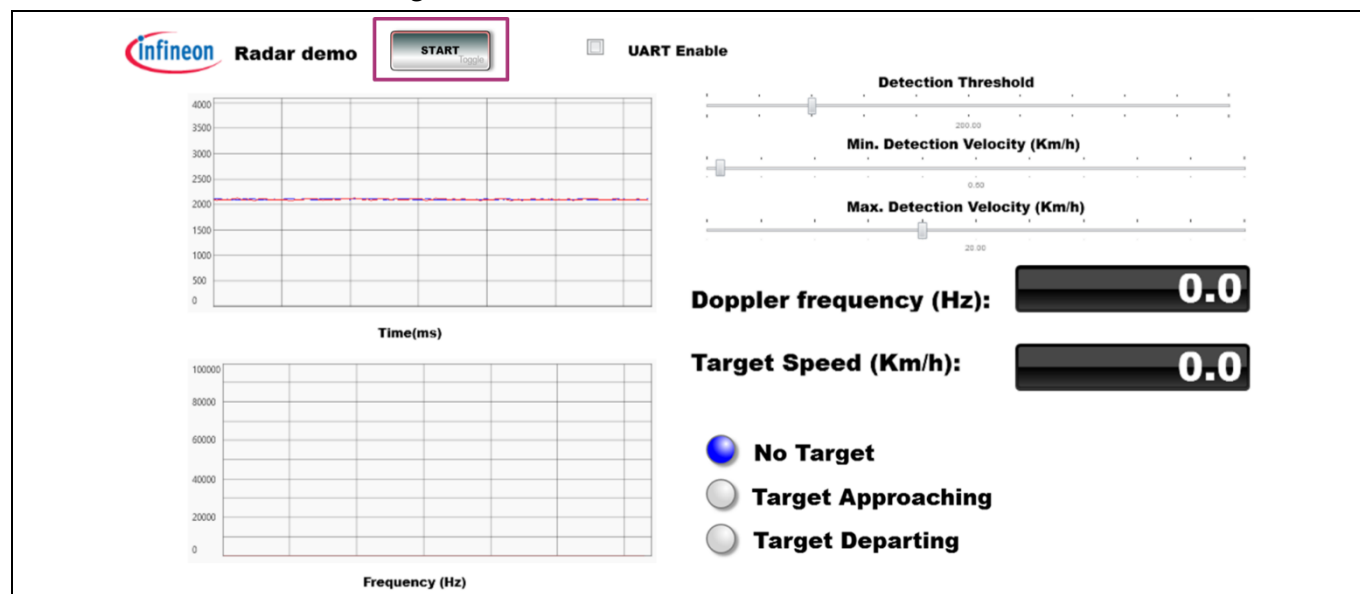 infineon Radar demo START Toggle UART Enable
Detection Threshold
200.00
Min. Detection Velocity (Km/h)
0.60
Max. Detection Velocity (Km/h)
20.00
4000
3500
3000
2500
2000
1500
1000
500
0
Time(ms)
Doppler frequency (Hz): 0.0
Target Speed (Km/h): 0.0
100000
80000
60000
40000
20000
0
Frequency (Hz)
No Target
Target Approaching
Target Departing